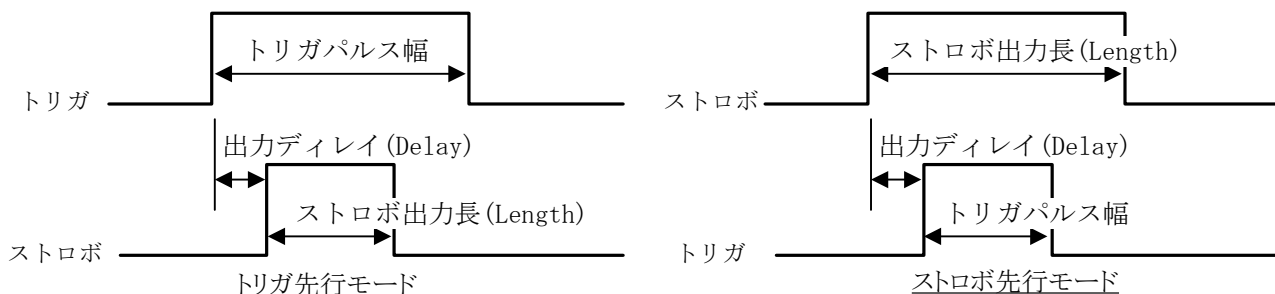 トリガパルス幅
トリガ
出力ディレイ(Delay)
ストロボ出力長(Length)
ストロボ
トリガ先行モード
ストロボ出力長(Length)
ストロボ
出力ディレイ(Delay)
トリガパルス幅
トリガ
ストロボ先行モード